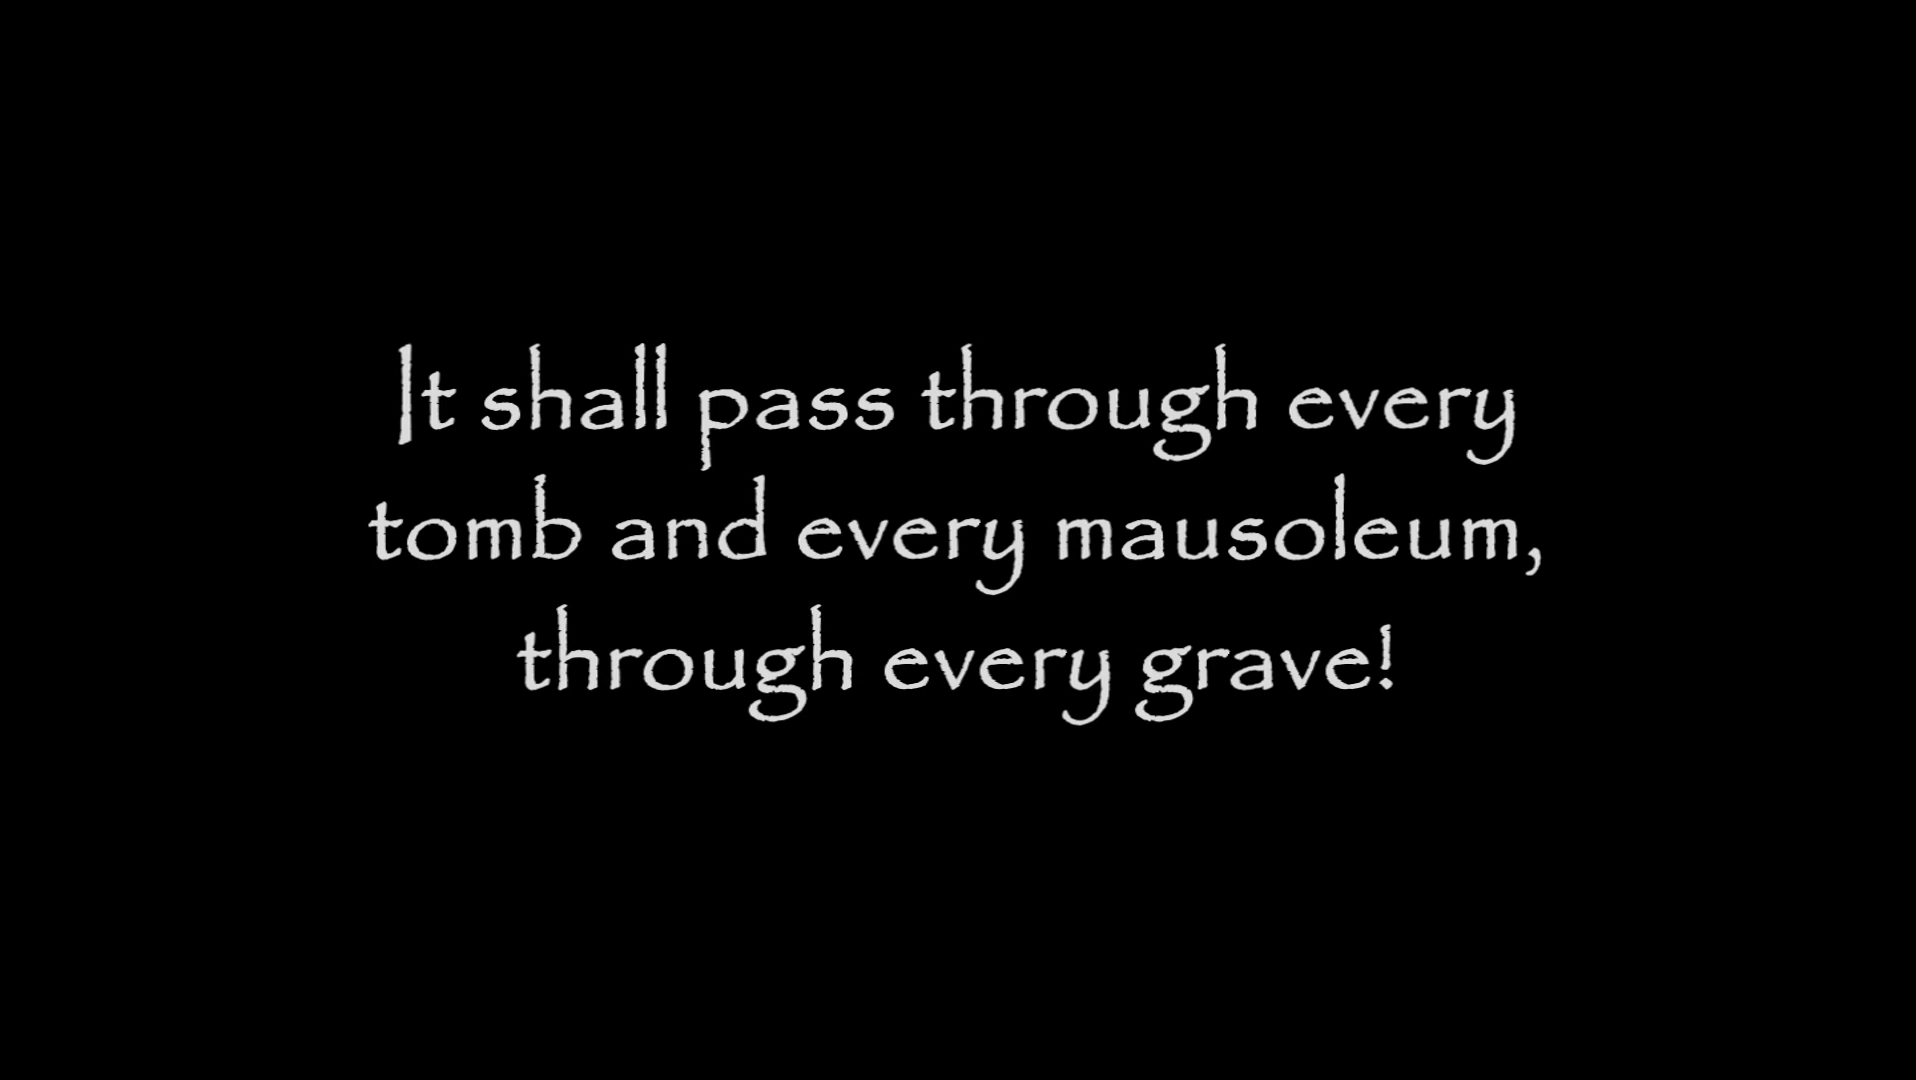 It shall pass through every
tomb and every mausoleum,
through every grave!